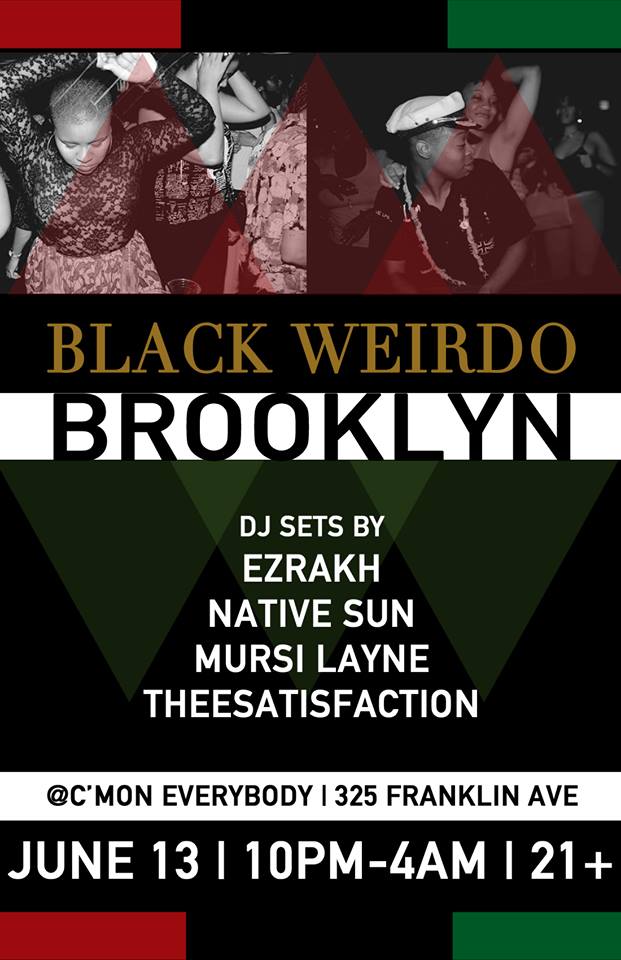 BLACK WEIRDO
BROOKLYN
DJ SETS BY
EZRAKH
NATIVE SUN
MURSI LAYNE
THEESATISFACTION
@C'MON EVERYBODY | 325 FRANKLIN AVE
JUNE 13 | 10PM-4AM | 21+